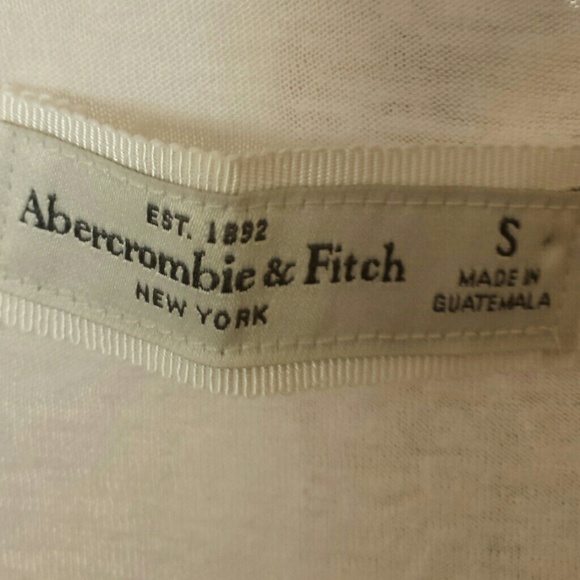 EST. 1892
Abercrombie & Fitch
NEW YORK
S
MADE IN
GUATEMALA